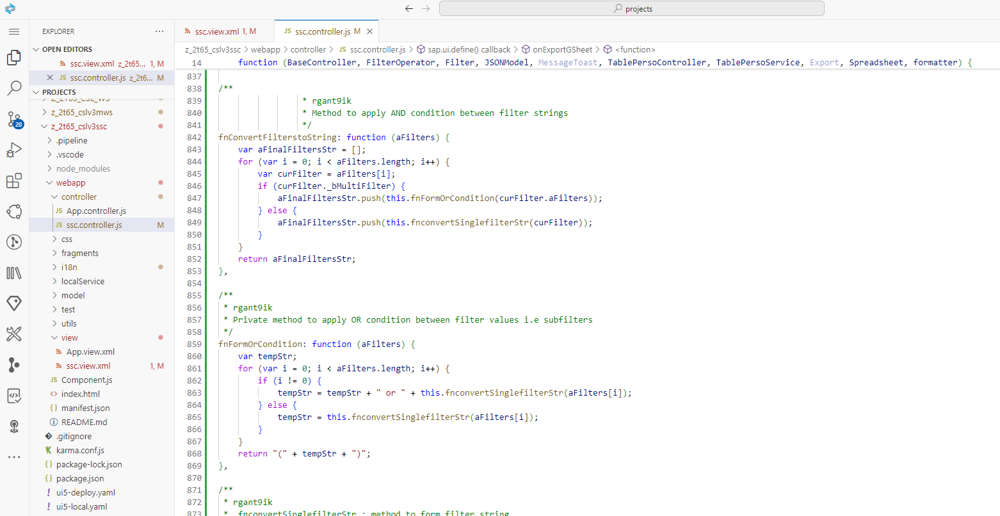 projects
EXPLORER
OPEN EDITORS
ssc.view.xml z_2t65... 1, M
JS ssc.controller.js z_2t6... M
PROJECTS
z_2t65_CSL_WS
z_2t65_cslv3mws
z_2t65_cslv3ssc
.pipeline
.vscode
node_modules
webapp
controller
JS App.controller.js
JS ssc.controller.js M
css
fragments
i18n
localService
model
test
utils
view
App.view.xml
ssc.view.xml 1, M
JS Component.js
<> index.html
{} manifest.json
README.md
.gitignore
karma.conf.js
{} package-lock.json
{} package.json
! ui5-deploy.yaml
! ui5-local.yaml
20
ssc.view.xml 1, M
JS ssc.controller.js M
z_2t65_cslv3ssc > webapp > controller > JS ssc.controller.js > sap.ui.define() callback > onExportGSheet > <function>
14 function (BaseController, FilterOperator, Filter, JSONModel, MessageToast, TablePersoController, TablePersoService, Export, Spreadsheet, formatter) {
837
838 /**
839 * rgant9ik
840 * Method to apply AND condition between filter strings
841 */
842 fnConvertFilterstoString: function (aFilters) {
843 var aFinalFiltersStr = [];
844 for (var i = 0; i < aFilters.length; i++) {
845 var curFilter = aFilters[i];
846 if (curFilter._bMultiFilter) {
847 aFinalFiltersStr.push(this.fnFormOrCondition(curFilter.aFilters));
848 } else {
849 aFinalFiltersStr.push(this.fnconvertSinglefilterStr(curFilter));
850 }
851 }
852 return aFinalFiltersStr;
853 },
854
855 /**
856 * rgant9ik
857 * Private method to apply OR condition between filter values i.e subfilters
858 */
859 fnFormOrCondition: function (aFilters) {
860 var tempStr;
861 for (var i = 0; i < aFilters.length; i++) {
862 if (i != 0) {
863 tempStr = tempStr + " or " + this.fnconvertSinglefilterStr(aFilters[i]);
864 } else {
865 tempStr = this.fnconvertSinglefilterStr(aFilters[i]);
866 }
867 }
868 return "(" + tempStr + ")";
869 },
870
871 /**
872 * rgant9ik
873 * fnconvertSinglefilterStr : method to form filter string